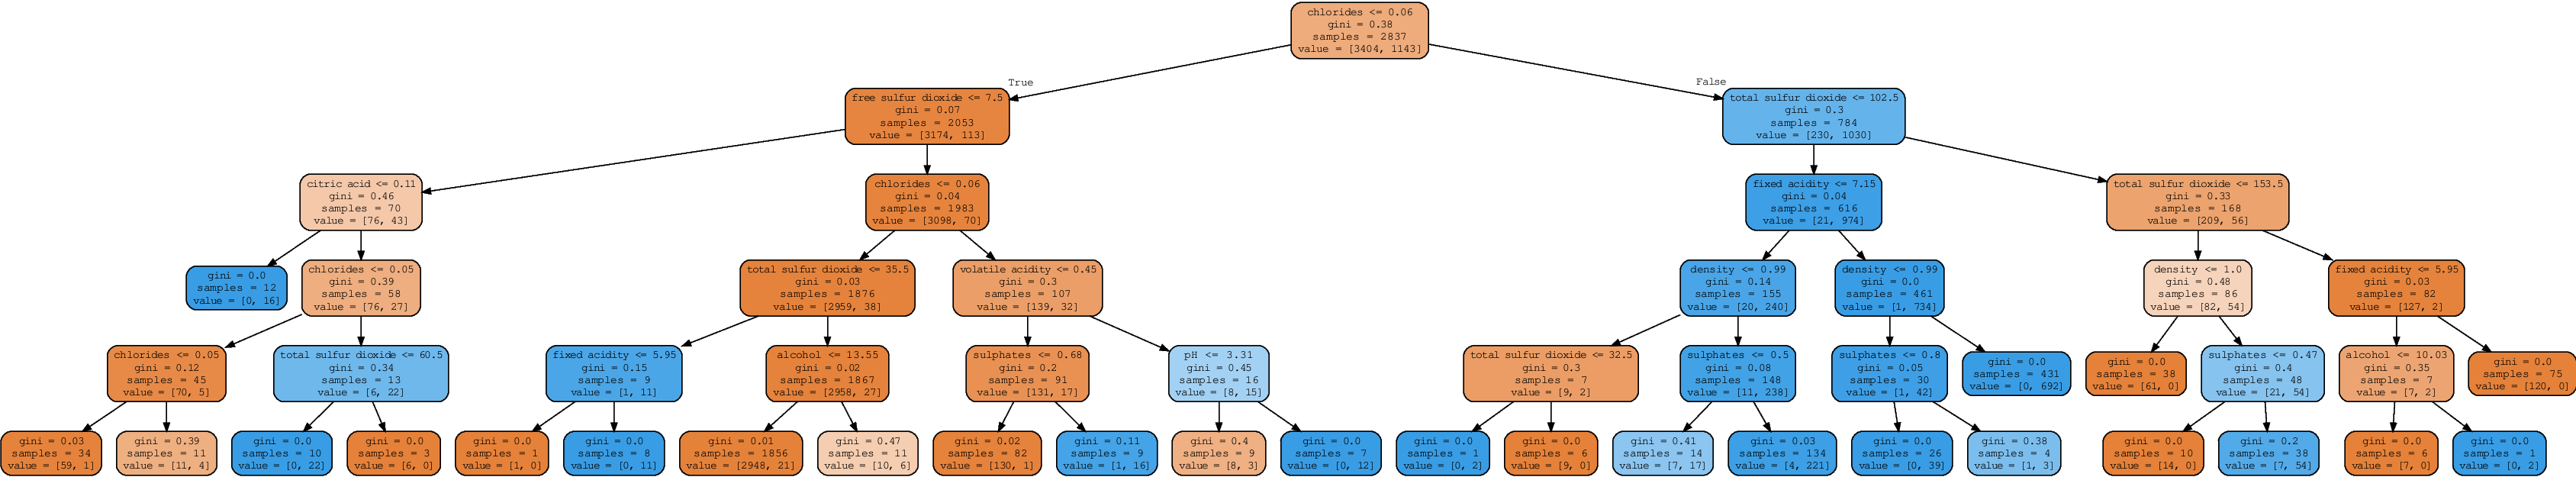 chlorides <= 0.06
gini = 0.38
samples = 2837
value = [3404, 1143]
True
False
free sulfur dioxide <= 7.5
gini = 0.07
samples = 2053
value = [3174, 113]
total sulfur dioxide <= 102.5
gini = 0.3
samples = 784
value = [230, 1030]
citric acid <= 0.11
gini = 0.46
samples = 70
value = [76, 43]
chlorides <= 0.06
gini = 0.04
samples = 1983
value = [3098, 70]
fixed acidity <= 7.15
gini = 0.04
samples = 616
value = [21, 974]
total sulfur dioxide <= 153.5
gini = 0.33
samples = 168
value = [209, 56]
gini = 0.0
samples = 12
value = [0, 16]
chlorides <= 0.05
gini = 0.39
samples = 58
value = [76, 27]
total sulfur dioxide <= 35.5
gini = 0.03
samples = 1876
value = [2959, 38]
volatile acidity <= 0.45
gini = 0.3
samples = 107
value = [139, 32]
density <= 0.99
gini = 0.14
samples = 155
value = [20, 240]
density <= 0.99
gini = 0.0
samples = 461
value = [1, 734]
density <= 1.0
gini = 0.48
samples = 86
value = [82, 54]
fixed acidity <= 5.95
gini = 0.03
samples = 82
value = [127, 2]
chlorides <= 0.05
gini = 0.12
samples = 45
value = [70, 5]
total sulfur dioxide <= 60.5
gini = 0.34
samples = 13
value = [6, 22]
fixed acidity <= 5.95
gini = 0.15
samples = 9
value = [1, 11]
alcohol <= 13.55
gini = 0.02
samples = 1867
value = [2958, 27]
sulphates <= 0.68
gini = 0.2
samples = 91
value = [131, 17]
pH <= 3.31
gini = 0.45
samples = 16
value = [8, 15]
total sulfur dioxide <= 32.5
gini = 0.3
samples = 7
value = [9, 2]
sulphates <= 0.5
gini = 0.08
samples = 148
value = [11, 238]
sulphates <= 0.8
gini = 0.05
samples = 30
value = [1, 42]
gini = 0.0
samples = 431
value = [0, 692]
gini = 0.0
samples = 38
value = [61, 0]
sulphates <= 0.47
gini = 0.4
samples = 48
value = [21, 54]
alcohol <= 10.03
gini = 0.35
samples = 7
value = [7, 2]
gini = 0.0
samples = 75
value = [120, 0]
gini = 0.03
samples = 34
value = [59, 1]
gini = 0.39
samples = 11
value = [11, 4]
gini = 0.0
samples = 10
value = [0, 22]
gini = 0.0
samples = 3
value = [6, 0]
gini = 0.0
samples = 1
value = [1, 0]
gini = 0.0
samples = 8
value = [0, 11]
gini = 0.01
samples = 1856
value = [2948, 21]
gini = 0.47
samples = 11
value = [10, 6]
gini = 0.02
samples = 82
value = [130, 1]
gini = 0.11
samples = 9
value = [1, 16]
gini = 0.4
samples = 9
value = [8, 3]
gini = 0.0
samples = 7
value = [0, 12]
gini = 0.0
samples = 1
value = [0, 2]
gini = 0.0
samples = 6
value = [9, 0]
gini = 0.41
samples = 14
value = [7, 17]
gini = 0.03
samples = 134
value = [4, 221]
gini = 0.0
samples = 26
value = [0, 39]
gini = 0.38
samples = 4
value = [1, 3]
gini = 0.0
samples = 10
value = [14, 0]
gini = 0.2
samples = 38
value = [7, 54]
gini = 0.0
samples = 6
value = [7, 0]
gini = 0.0
samples = 1
value = [0, 2]